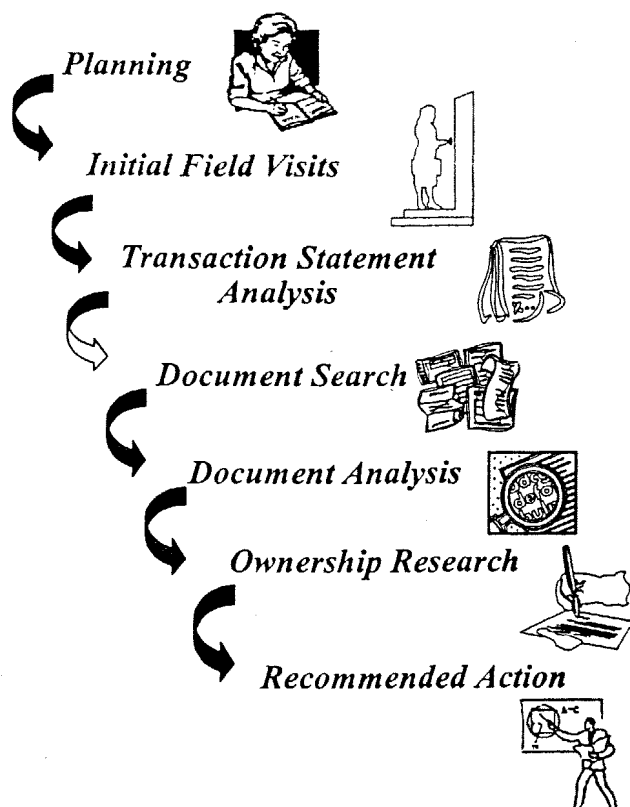 Planning
Initial Field Visits
Transaction Statement
Analysis
Document Search
Document Analysis
Ownership Research
Recommended Action